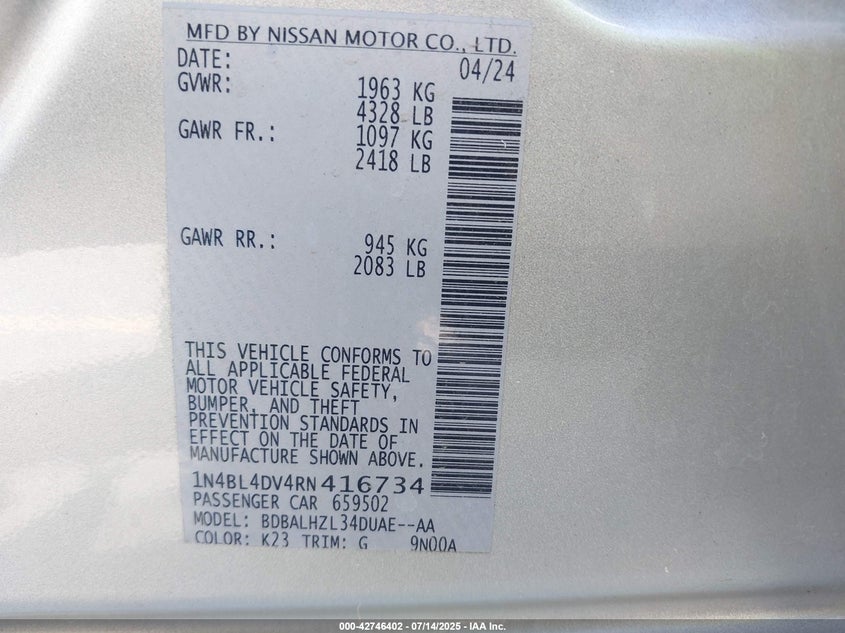 MFD BY NISSAN MOTOR CO., LTD.
DATE: 04/24
GVWR: 1963 KG
4328 LB
GAWR FR.: 1097 KG
2418 LB
GAWR RR.: 945 KG
2083 LB
THIS VEHICLE CONFORMS TO
ALL APPLICABLE FEDERAL
MOTOR VEHICLE SAFETY,
BUMPER, AND THEFT
PREVENTION STANDARDS IN
EFFECT ON THE DATE OF
MANUFACTURE SHOWN ABOVE.
1N4BL4DV4RN416734
PASSENGER CAR 659502
MODEL: BDBALHZL34DUAE--AA
COLOR: K23 TRIM: G 9N00A
000-42746402 - 07/14/2025 - IAA Inc.